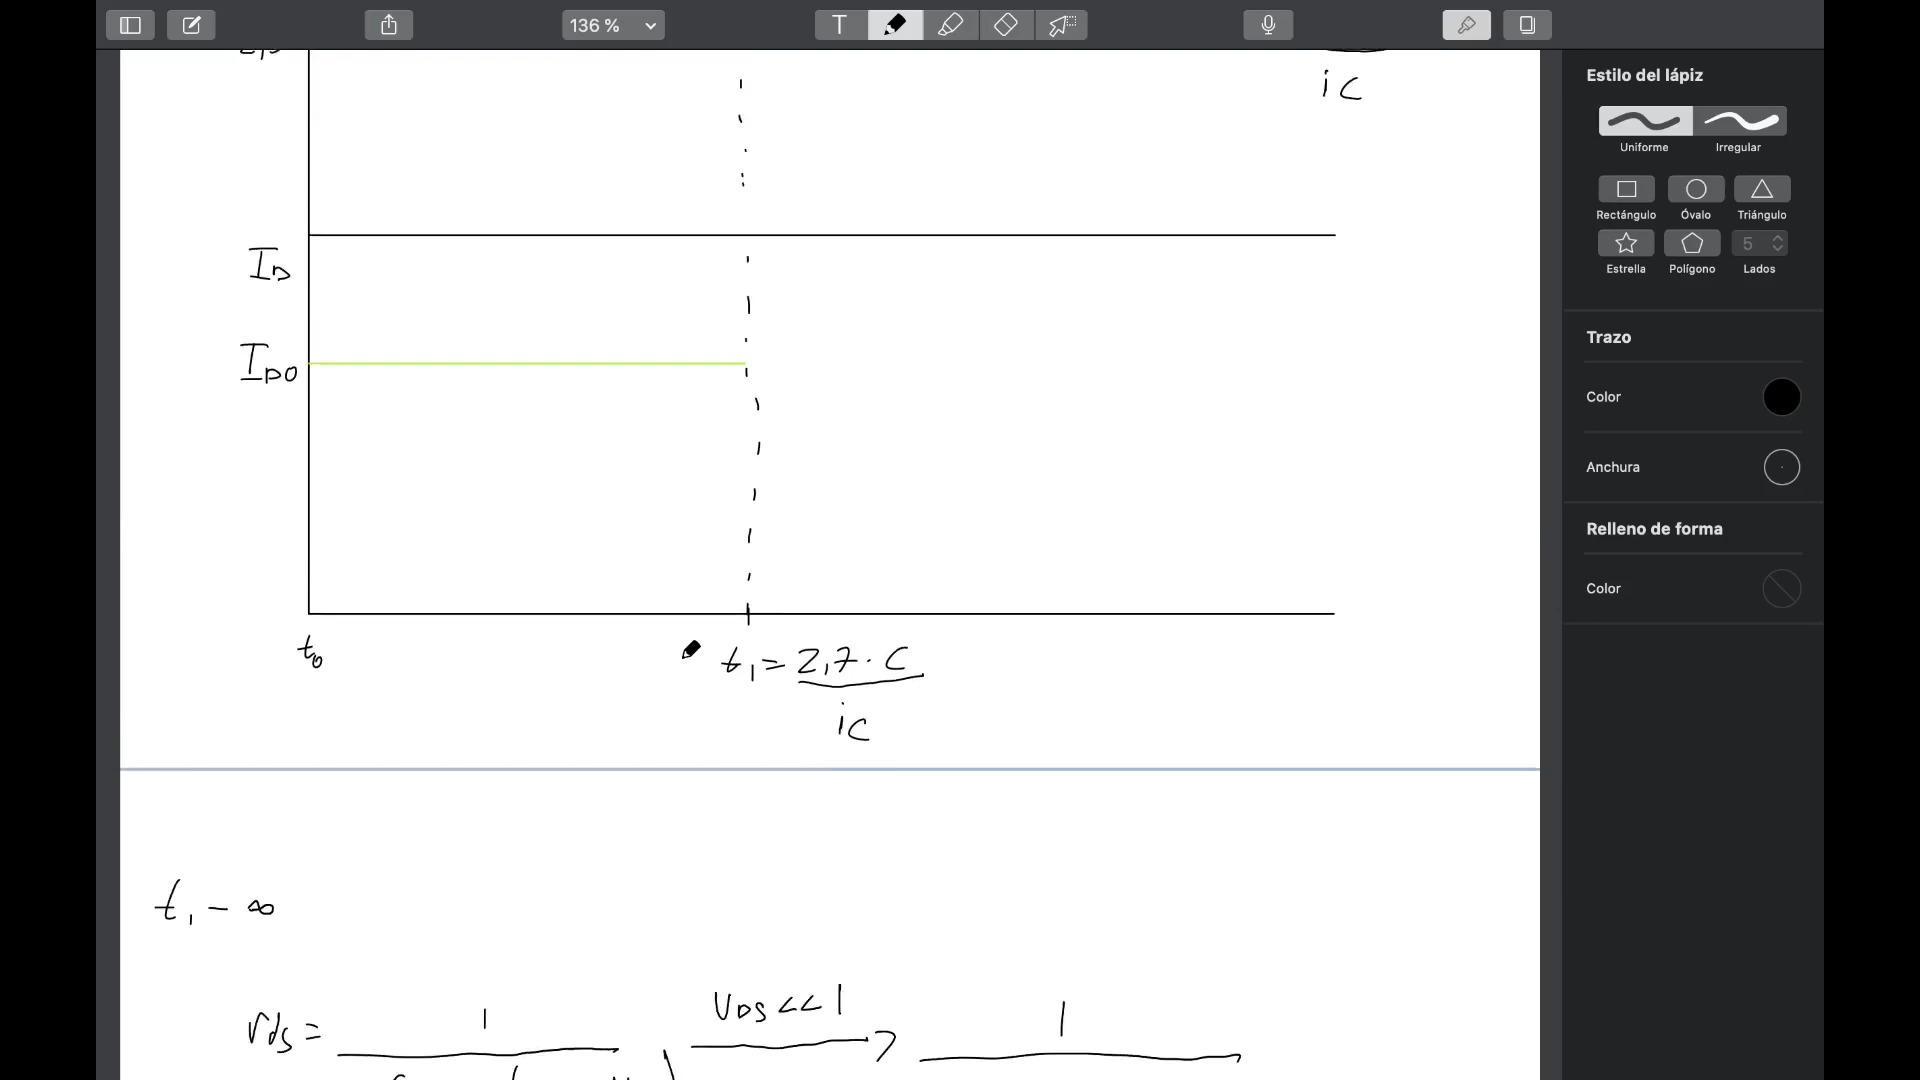 136 %
T
Estilo del lápiz
Uniforme
Irregular
Rectángulo
Óvalo
Triángulo
5
Estrella
Polígono
Lados
Trazo
Color
Anchura
Relleno de forma
Color
ic
ID
IDO
t0
t1 = 2,7 · C
ic
t1 - ∞
VDS << 1
rds = 1
1